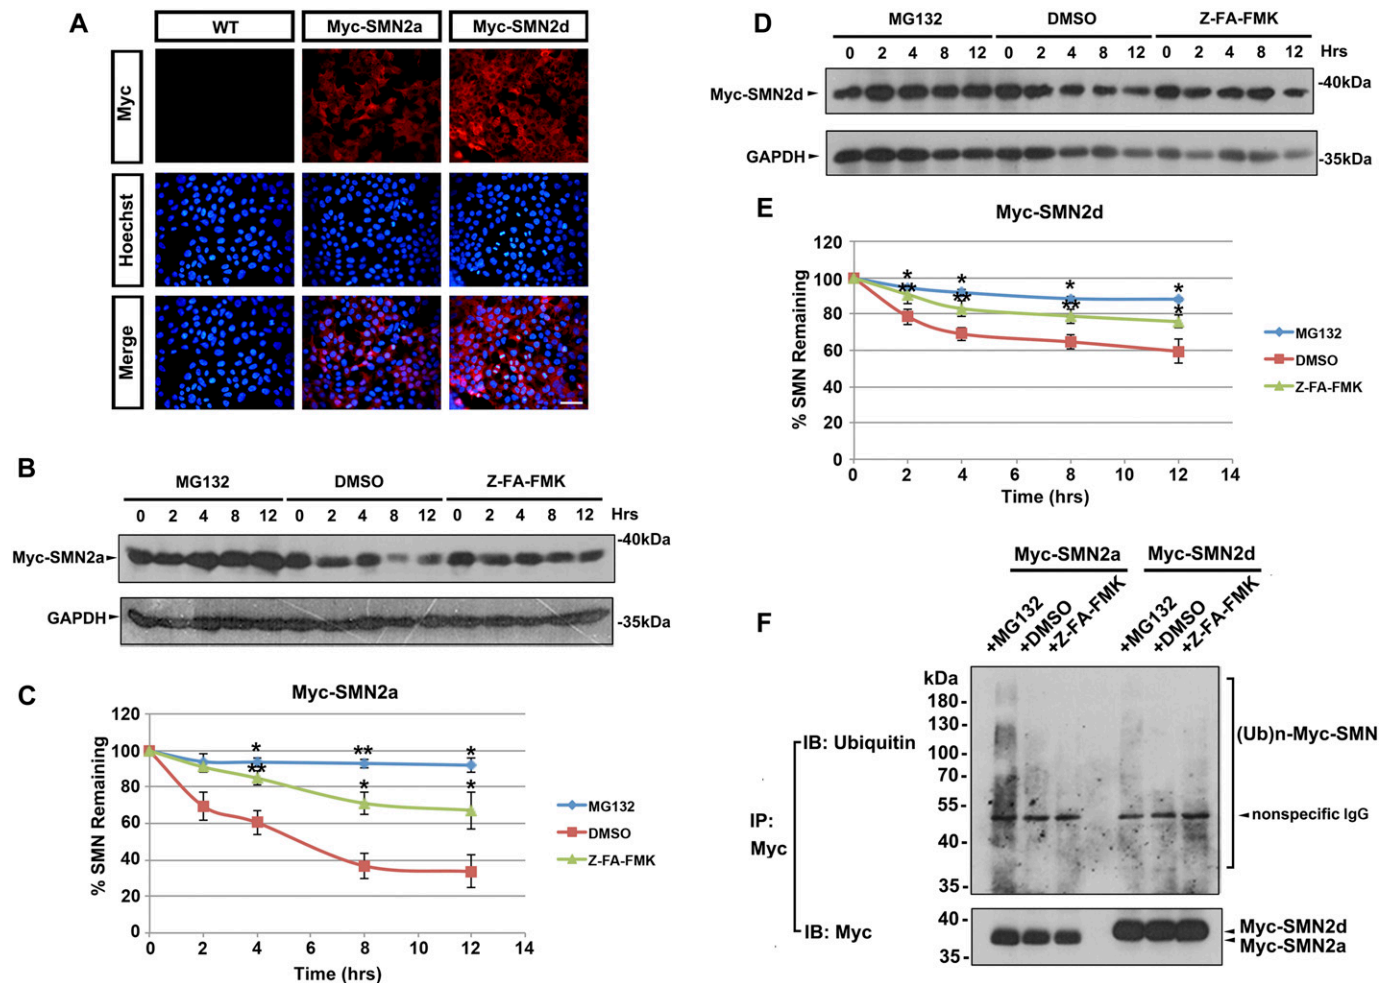 A
WT Myc-SMN2a Myc-SMN2d
Myc
Hoechst
Merge
B
MG132 DMSO Z-FA-FMK
0 2 4 8 12 0 2 4 8 12 0 2 4 8 12 Hrs
Myc-SMN2a
-40kDa
GAPDH
-35kDa
C
Myc-SMN2a
% SMN Remaining
120
100
80
60
40
20
0
* ** *
** * *
0 2 4 6 8 10 12 14
Time (hrs)
MG132
DMSO
Z-FA-FMK
D
MG132 DMSO Z-FA-FMK
0 2 4 8 12 0 2 4 8 12 0 2 4 8 12 Hrs
Myc-SMN2d
-40kDa
GAPDH
-35kDa
E
Myc-SMN2d
% SMN Remaining
120
100
80
60
40
20
0
* * * *
** ** ** *
0 2 4 6 8 10 12 14
Time (hrs)
MG132
DMSO
Z-FA-FMK
F
Myc-SMN2a Myc-SMN2d
+MG132 +DMSO +Z-FA-FMK +MG132 +DMSO +Z-FA-FMK
kDa
180-
130-
100-
70-
55-
40-
35-
IB: Ubiquitin
(Ub)n-Myc-SMN
nonspecific IgG
IP:
Myc
IB: Myc
40-
35-
Myc-SMN2d
Myc-SMN2a